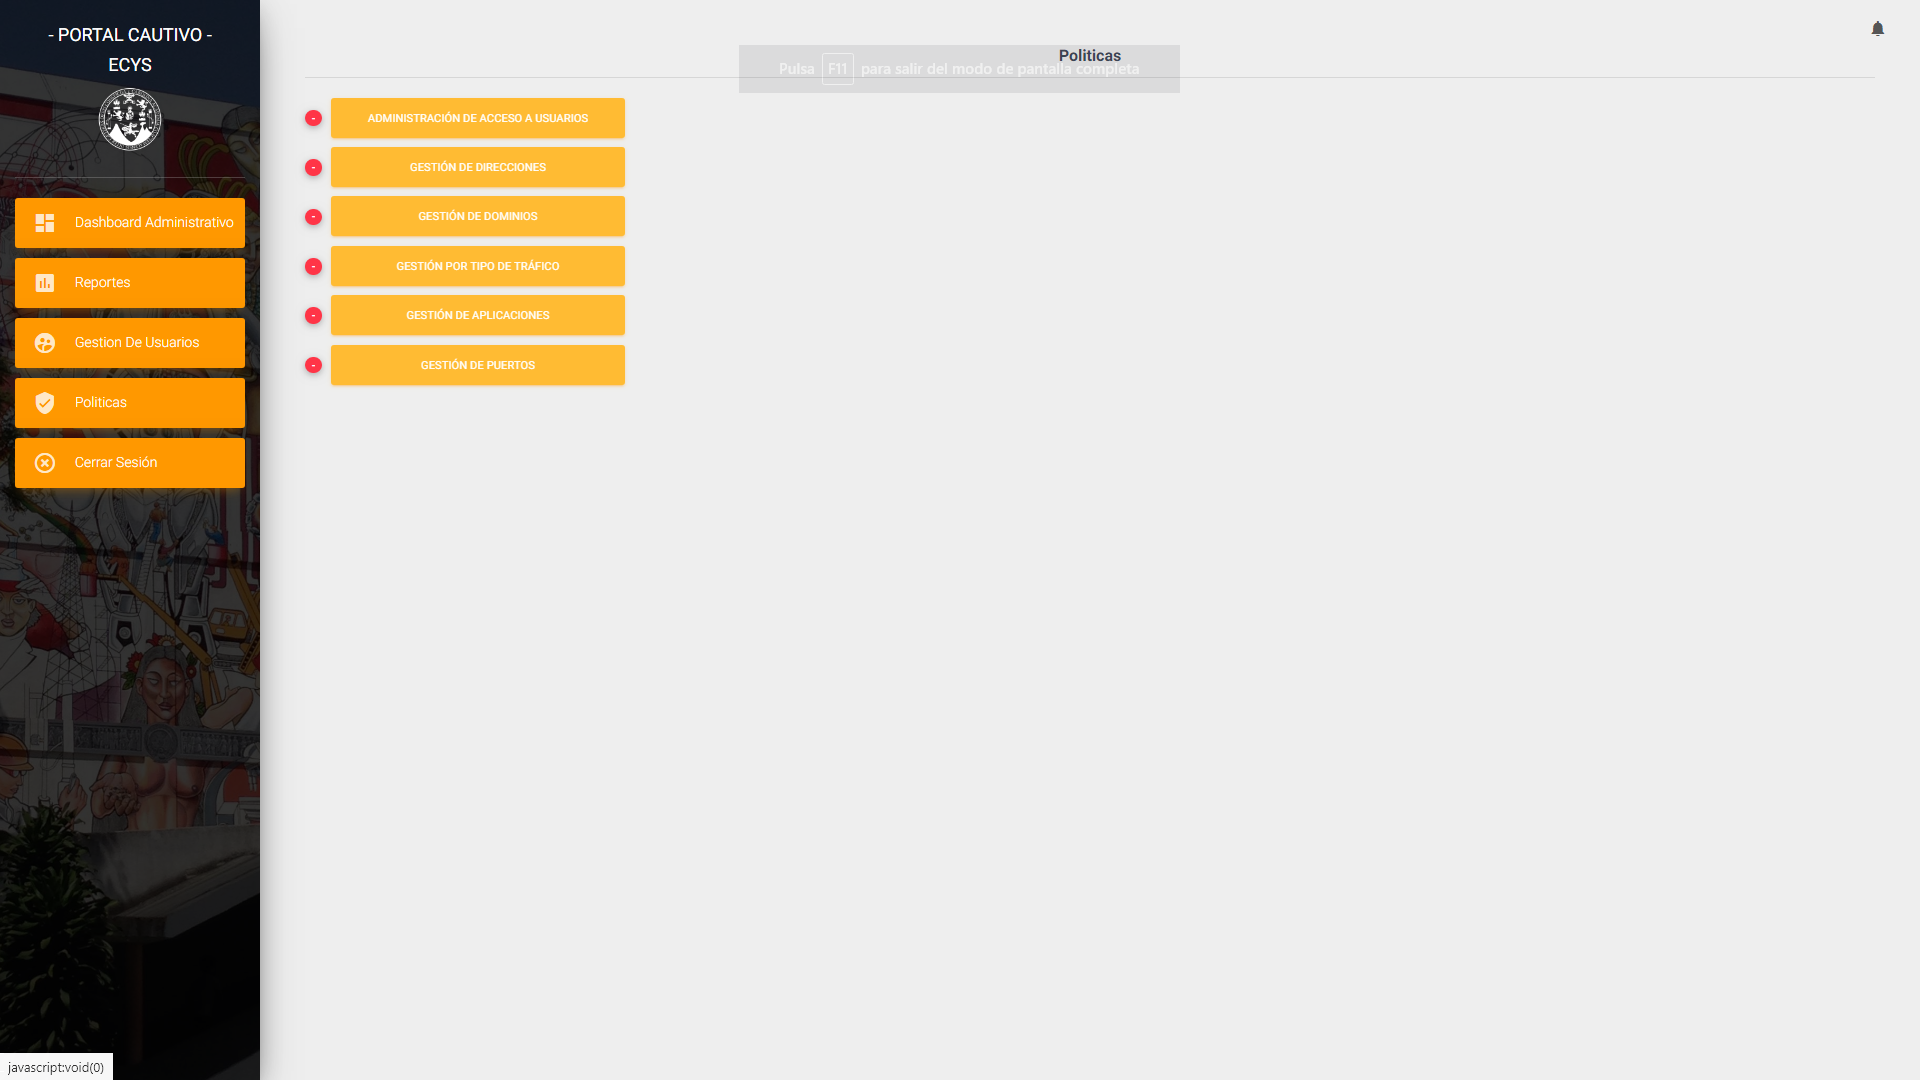 - PORTAL CAUTIVO -
ECYS
Dashboard Administrativo
Reportes
Gestion De Usuarios
Politicas
Cerrar Sesión
Politicas
Pulsa F11 para salir del modo de pantalla completa
- ADMINISTRACIÓN DE ACCESO A USUARIOS
- GESTIÓN DE DIRECCIONES
- GESTIÓN DE DOMINIOS
- GESTIÓN POR TIPO DE TRÁFICO
- GESTIÓN DE APLICACIONES
- GESTIÓN DE PUERTOS
javascript:void(0)